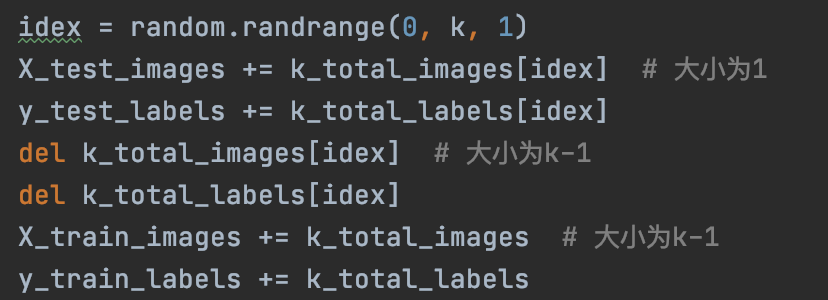 idex = random.randrange(0, k, 1)
X_test_images += k_total_images[idex]  # 大小为1
y_test_labels += k_total_labels[idex]
del k_total_images[idex]  # 大小为k-1
del k_total_labels[idex]
X_train_images += k_total_images  # 大小为k-1
y_train_labels += k_total_labels